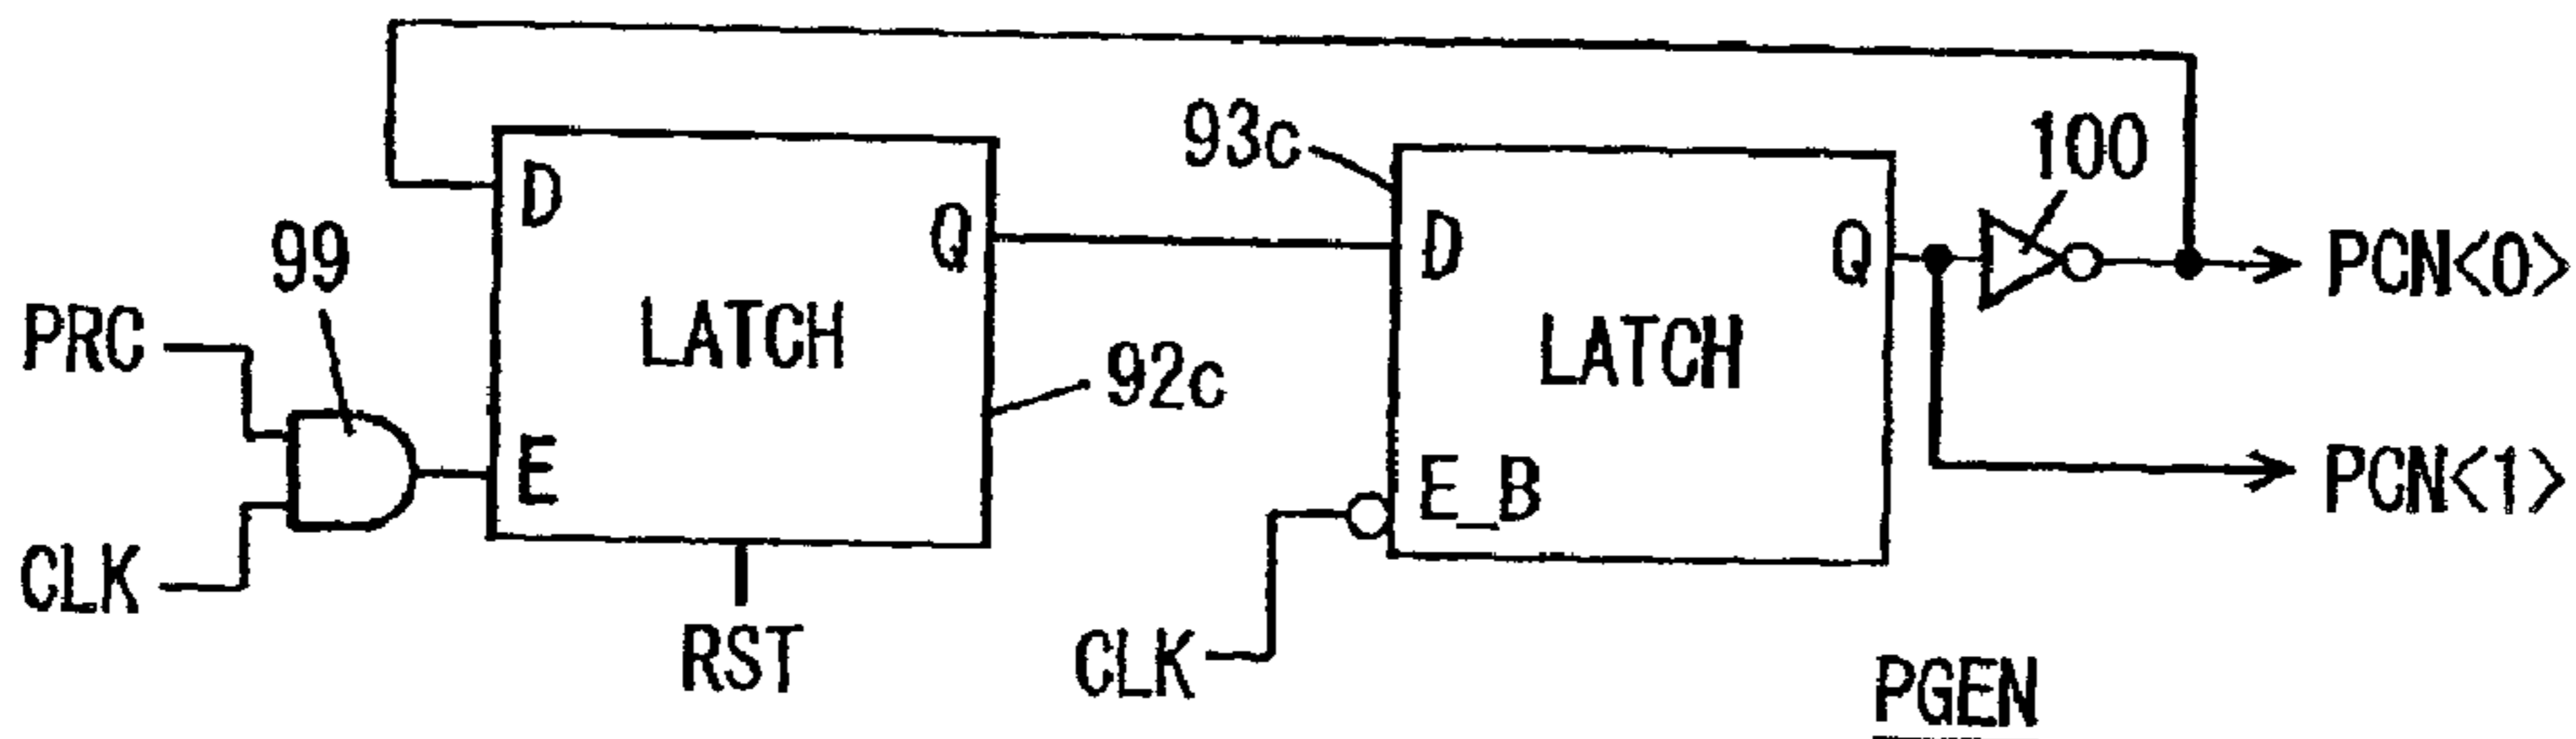 93c
100
D
Q
D
Q
PCN<0>
99
PRC
LATCH
LATCH
92c
PCN<1>
E
E_B
CLK
RST
CLK
PGEN